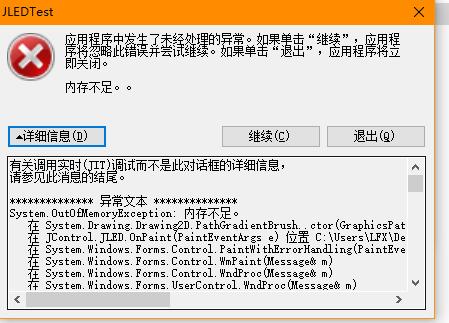 JLEDTest
应用程序中发生了未经处理的异常。如果单击“继续”，应用程
序将忽略此错误并尝试继续。如果单击“退出”，应用程序将立
即关闭。
内存不足。。
详细信息(D)
继续(C)
退出(Q)
有关调用实时(JIT)调试而不是此对话框的详细信息，
请参见此消息的结尾。
************** 异常文本 **************
System.OutOfMemoryException: 内存不足。
在 System.Drawing.Drawing2D.PathGradientBrush..ctor(GraphicsPat
在 JControl.JLED.OnPaint(PaintEventArgs e) 位置 C:\Users\LFX\De
在 System.Windows.Forms.Control.PaintWithErrorHandling(PaintEve
在 System.Windows.Forms.Control.WmPaint(Message& m)
在 System.Windows.Forms.Control.WndProc(Message& m)
在 System.Windows.Forms.UserControl.WndProc(Message& m)